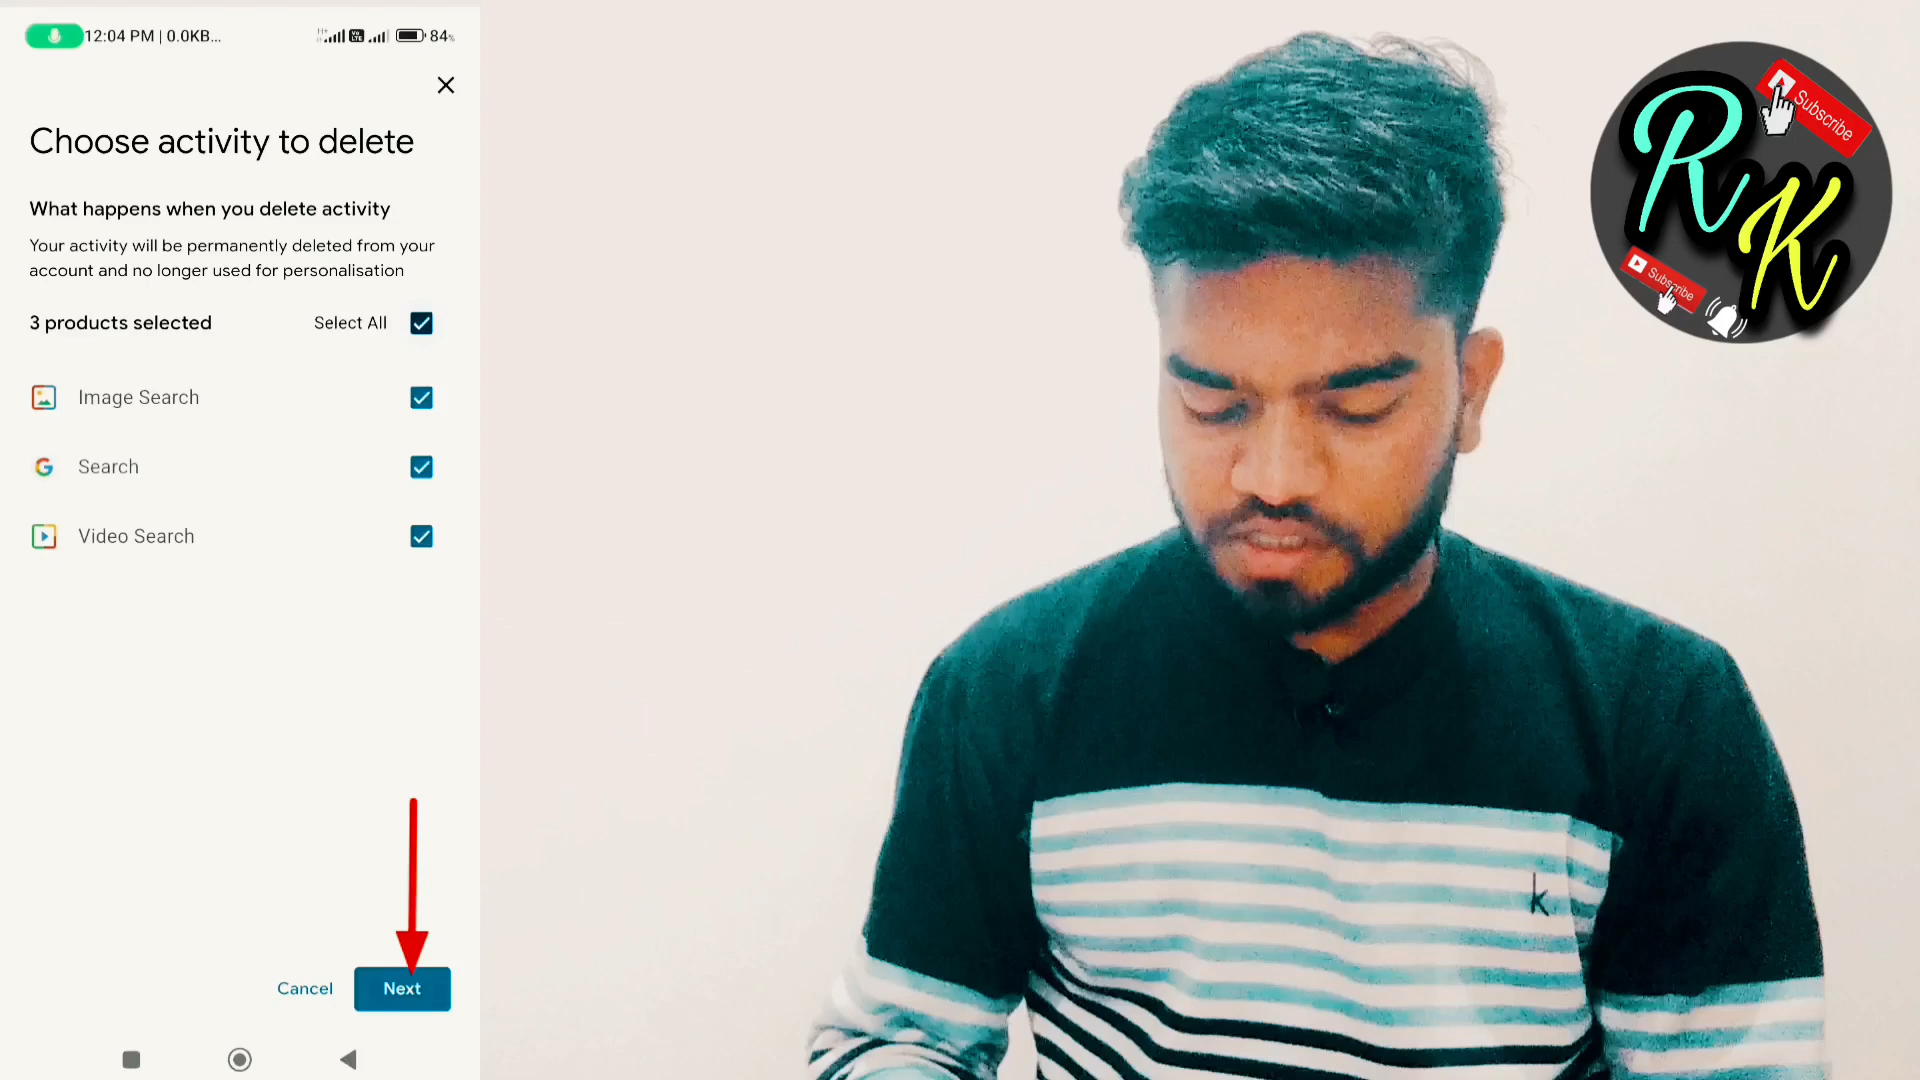 12:04 PM | 0.0KB...
84%
Choose activity to delete
What happens when you delete activity
Your activity will be permanently deleted from your
account and no longer used for personalisation
3 products selected
Select All
Image Search
Search
Video Search
Cancel
Next
R
K
Subscribe
Subscribe
k